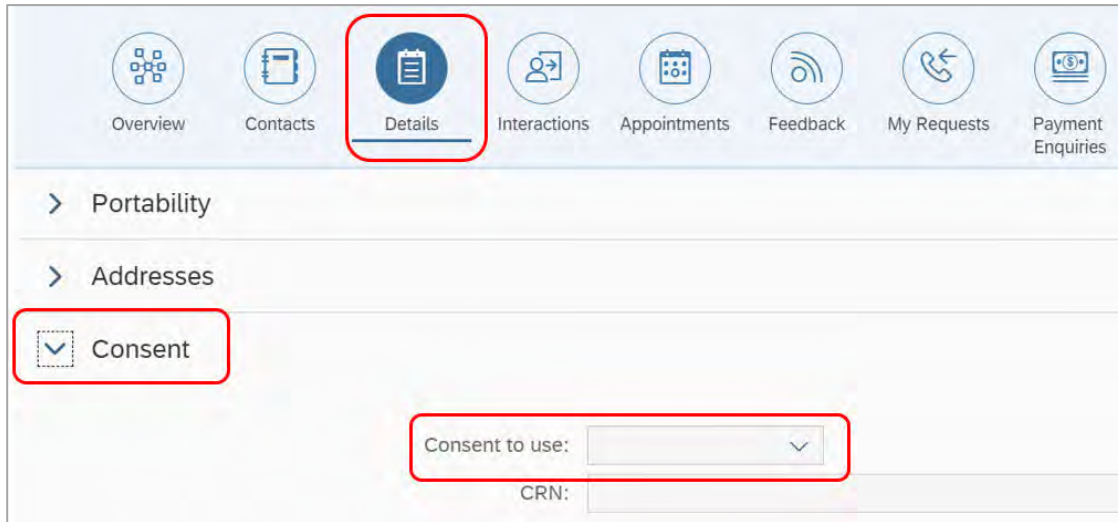 Overview Contacts Details Interactions Appointments Feedback My Requests Payment
Enquiries
Portability
Addresses
Consent
Consent to use:
CRN: